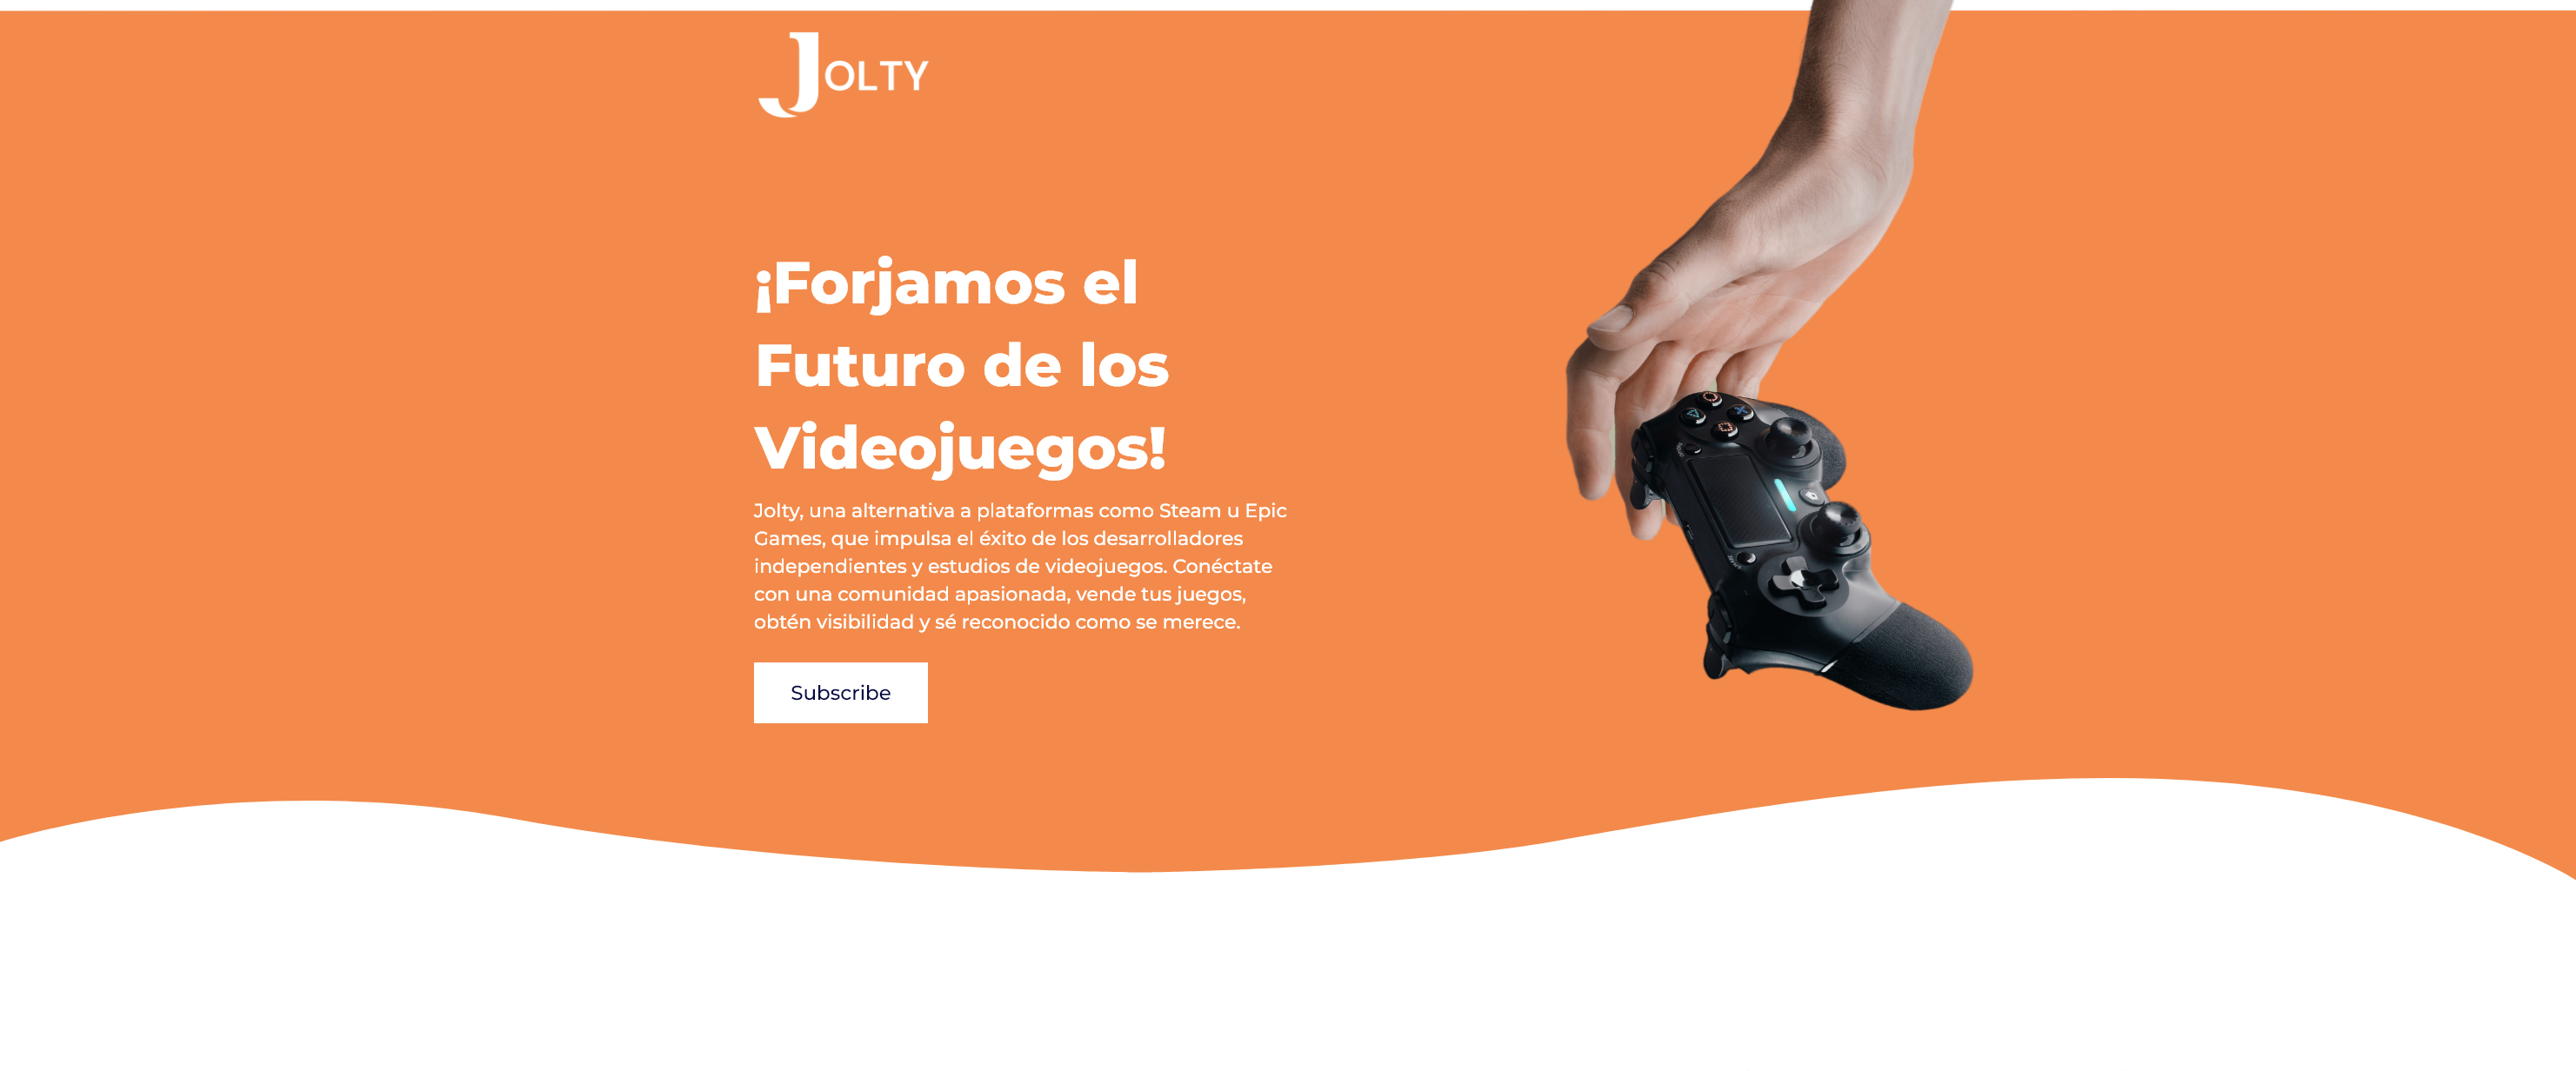 JOLTY
¡Forjamos el
Futuro de los
Videojuegos!
Jolty, una alternativa a plataformas como Steam u Epic
Games, que impulsa el éxito de los desarrolladores
independientes y estudios de videojuegos. Conéctate
con una comunidad apasionada, vende tus juegos,
obtén visibilidad y sé reconocido como se merece.
Subscribe